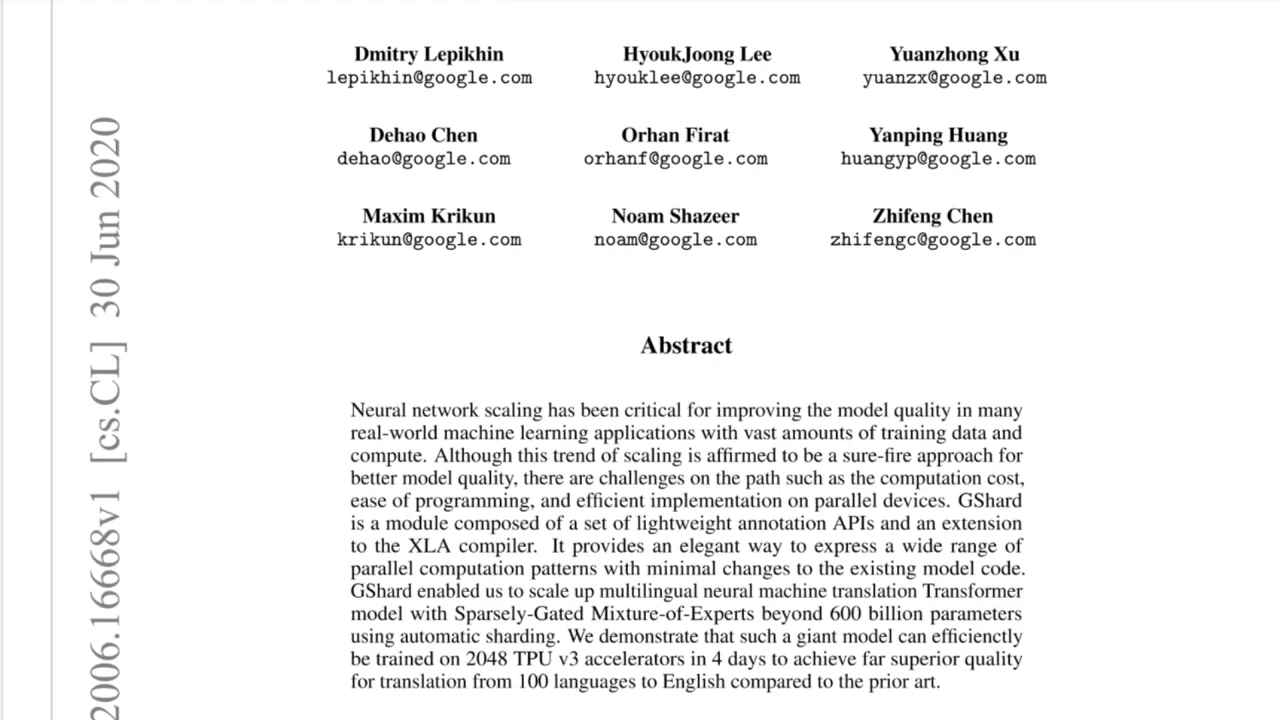 Dmitry Lepikhin HyoukJoong Lee Yuanzhong Xu
lepikhin@google.com hyouklee@google.com yuanzx@google.com
Dehao Chen Orhan Firat Yanping Huang
dehao@google.com orhanf@google.com huangyp@google.com
Maxim Krikun Noam Shazeer Zhifeng Chen
krikun@google.com noam@google.com zhifengc@google.com
Abstract
Neural network scaling has been critical for improving the model quality in many
real-world machine learning applications with vast amounts of training data and
compute. Although this trend of scaling is affirmed to be a sure-fire approach for
better model quality, there are challenges on the path such as the computation cost,
ease of programming, and efficient implementation on parallel devices. GShard
is a module composed of a set of lightweight annotation APIs and an extension
to the XLA compiler. It provides an elegant way to express a wide range of
parallel computation patterns with minimal changes to the existing model code.
GShard enabled us to scale up multilingual neural machine translation Transformer
model with Sparsely-Gated Mixture-of-Experts beyond 600 billion parameters
using automatic sharding. We demonstrate that such a giant model can efficienctly
be trained on 2048 TPU v3 accelerators in 4 days to achieve far superior quality
for translation from 100 languages to English compared to the prior art.
2006.16668v1 [cs.CL] 30 Jun 2020